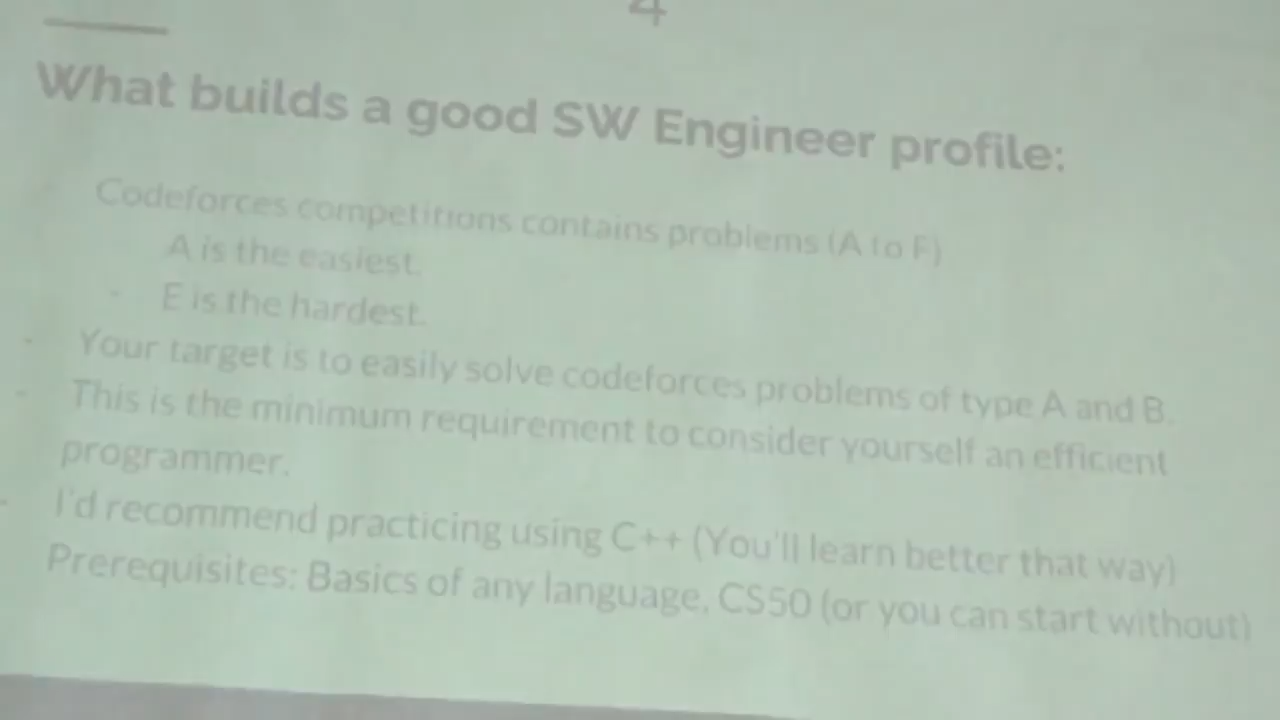 4
What builds a good SW Engineer profile:
Codeforces competitions contains problems (A to F)
A is the easiest.
- E is the hardest.
- Your target is to easily solve codeforces problems of type A and B.
- This is the minimum requirement to consider yourself an efficient
programmer.
- I'd recommend practicing using C++ (You'll learn better that way)
Prerequisites: Basics of any language, CS50 (or you can start without)